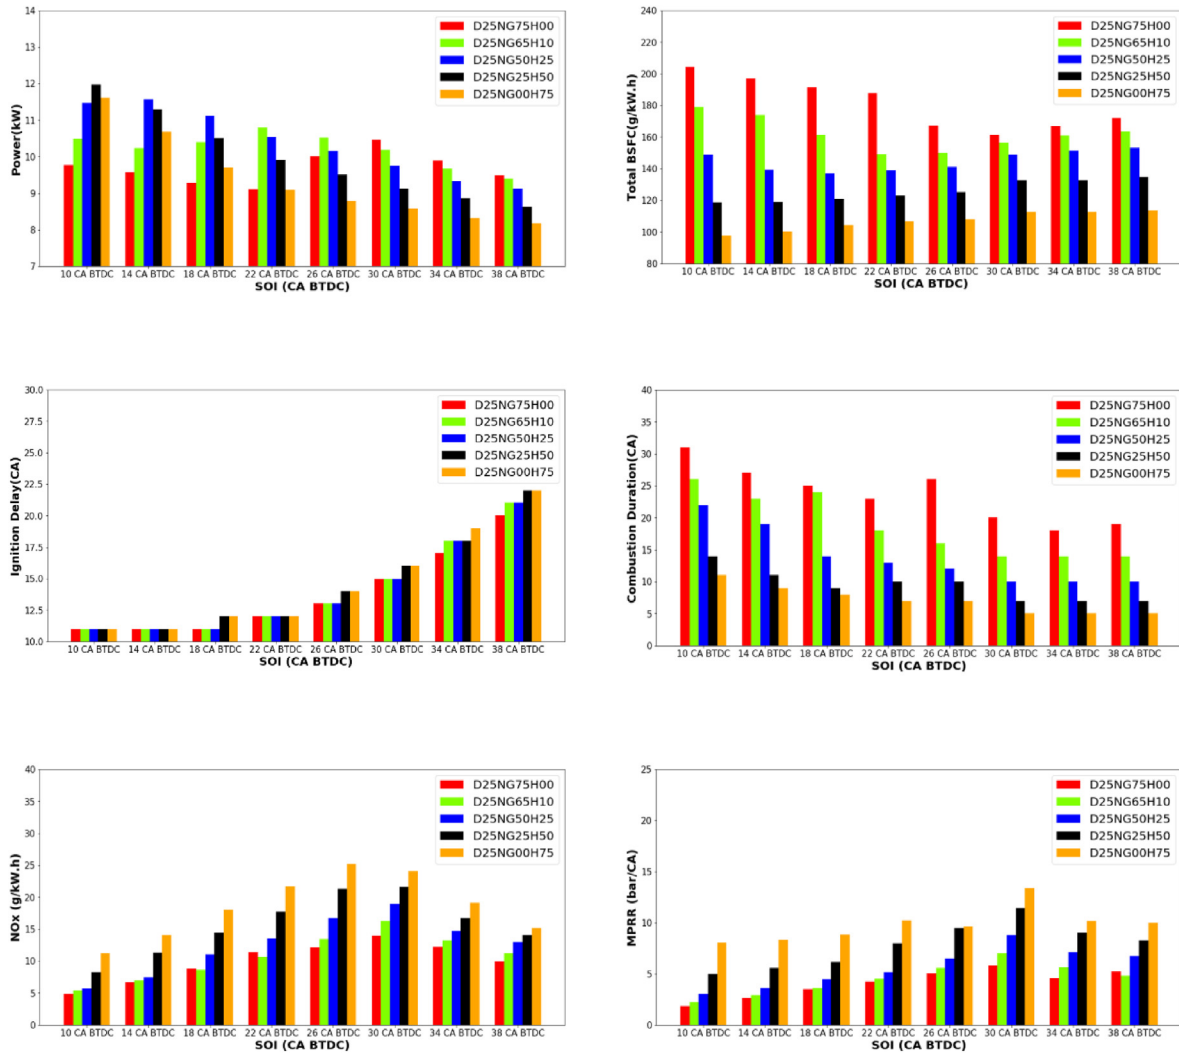 Power(kW)
14
13
12
11
10
9
8
7
D25NG75H00
D25NG65H10
D25NG50H25
D25NG25H50
D25NG00H75
10 CA BTDC 14 CA BTDC 18 CA BTDC 22 CA BTDC 26 CA BTDC 30 CA BTDC 34 CA BTDC 38 CA BTDC
SOI (CA BTDC)
Total BSFC(g/kW.h)
240
220
200
180
160
140
120
100
80
D25NG75H00
D25NG65H10
D25NG50H25
D25NG25H50
D25NG00H75
10 CA BTDC 14 CA BTDC 18 CA BTDC 22 CA BTDC 26 CA BTDC 30 CA BTDC 34 CA BTDC 38 CA BTDC
SOI (CA BTDC)
Ignition Delay(CA)
30.0
27.5
25.0
22.5
20.0
17.5
15.0
12.5
10.0
D25NG75H00
D25NG65H10
D25NG50H25
D25NG25H50
D25NG00H75
10 CA BTDC 14 CA BTDC 18 CA BTDC 22 CA BTDC 26 CA BTDC 30 CA BTDC 34 CA BTDC 38 CA BTDC
SOI (CA BTDC)
Combustion Duration(CA)
40
35
30
25
20
15
10
5
0
D25NG75H00
D25NG65H10
D25NG50H25
D25NG25H50
D25NG00H75
10 CA BTDC 14 CA BTDC 18 CA BTDC 22 CA BTDC 26 CA BTDC 30 CA BTDC 34 CA BTDC 38 CA BTDC
SOI (CA BTDC)
NOx (g/kW.h)
40
35
30
25
20
15
10
5
0
D25NG75H00
D25NG65H10
D25NG50H25
D25NG25H50
D25NG00H75
10 CA BTDC 14 CA BTDC 18 CA BTDC 22 CA BTDC 26 CA BTDC 30 CA BTDC 34 CA BTDC 38 CA BTDC
SOI (CA BTDC)
MPRR (bar/CA)
25
20
15
10
5
0
D25NG75H00
D25NG65H10
D25NG50H25
D25NG25H50
D25NG00H75
10 CA BTDC 14 CA BTDC 18 CA BTDC 22 CA BTDC 26 CA BTDC 30 CA BTDC 34 CA BTDC 38 CA BTDC
SOI (CA BTDC)